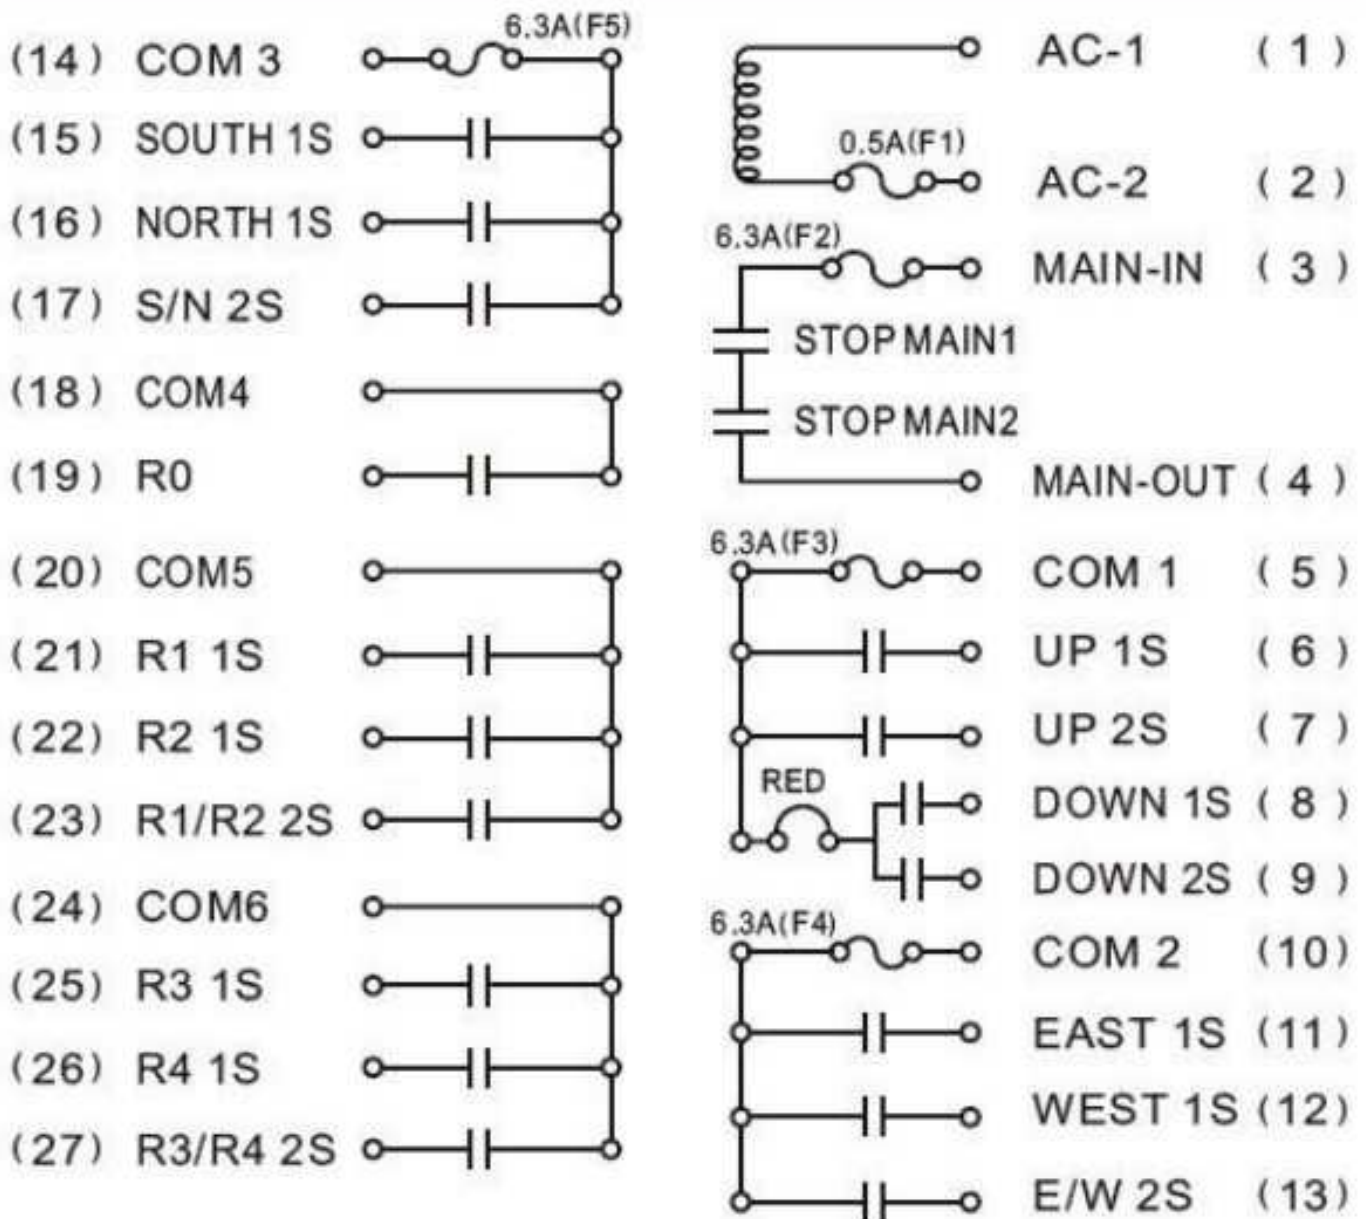 6.3A(F5)
(14) COM 3
(15) SOUTH 1S
(16) NORTH 1S
(17) S/N 2S
(18) COM4
(19) R0
(20) COM5
(21) R1 1S
(22) R2 1S
(23) R1/R2 2S
(24) COM6
(25) R3 1S
(26) R4 1S
(27) R3/R4 2S
AC-1 ( 1 )
0.5A(F1)
AC-2 ( 2 )
6.3A(F2)
MAIN-IN ( 3 )
STOP MAIN1
STOP MAIN2
MAIN-OUT ( 4 )
6.3A(F3)
COM 1 ( 5 )
UP 1S ( 6 )
UP 2S ( 7 )
RED
DOWN 1S ( 8 )
DOWN 2S ( 9 )
6.3A(F4)
COM 2 (10)
EAST 1S (11)
WEST 1S (12)
E/W 2S (13)